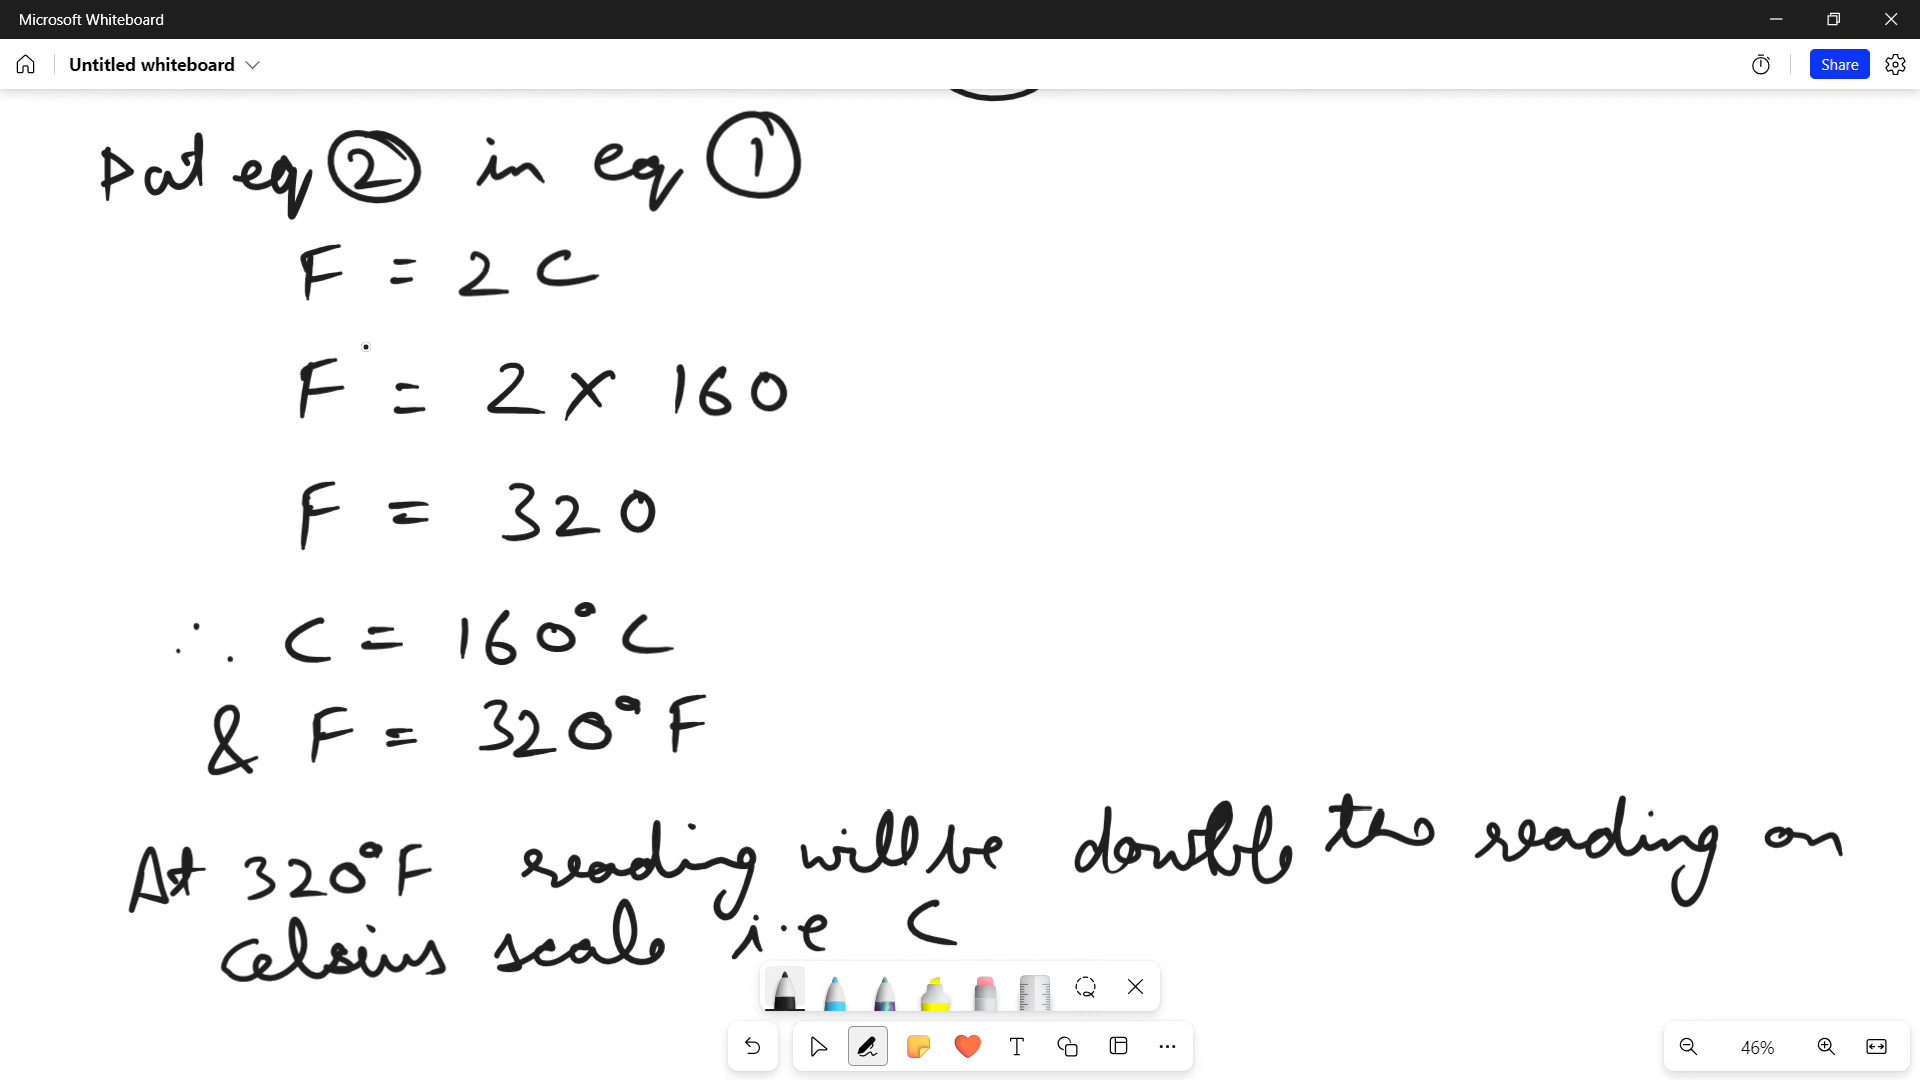 Microsoft Whiteboard
Untitled whiteboard
Share
Put eq ② in eq ①
F = 2 C
F = 2 × 160
F = 320
∴ C = 160° C
& F = 320° F
At 320° F reading will be double the reading on
Celsius scale i.e C
46%